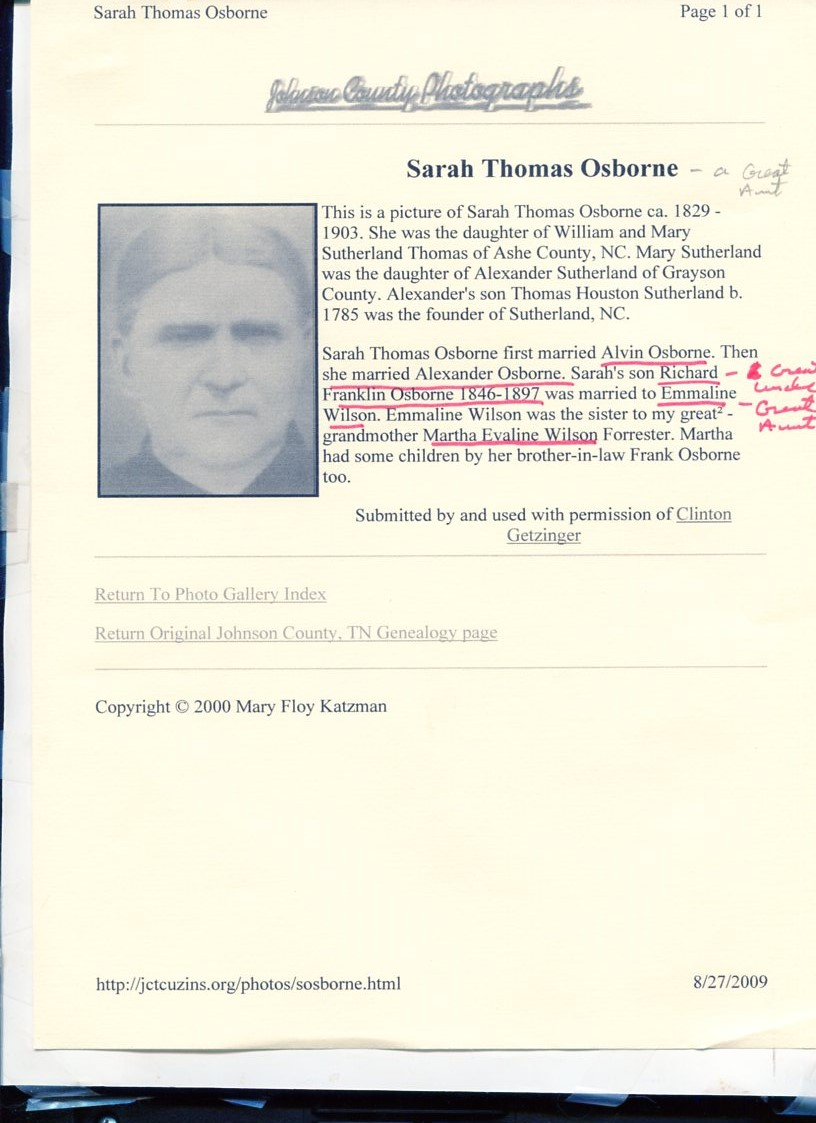 Sarah Thomas Osborne Page 1 of 1
Johnson County Photographs
Sarah Thomas Osborne - a Great
Aunt
This is a picture of Sarah Thomas Osborne ca. 1829 -
1903. She was the daughter of William and Mary
Sutherland Thomas of Ashe County, NC. Mary Sutherland
was the daughter of Alexander Sutherland of Grayson
County. Alexander's son Thomas Houston Sutherland b.
1785 was the founder of Sutherland, NC.
Sarah Thomas Osborne first married Alvin Osborne. Then
she married Alexander Osborne. Sarah's son Richard - Great
Uncle
Franklin Osborne 1846-1897 was married to Emmaline - Great
Aunt
Wilson. Emmaline Wilson was the sister to my great² -
grandmother Martha Evaline Wilson Forrester. Martha
had some children by her brother-in-law Frank Osborne
too.
Submitted by and used with permission of Clinton
Getzinger
Return To Photo Gallery Index
Return Original Johnson County, TN Genealogy page
Copyright © 2000 Mary Floy Katzman
http://jctcuzins.org/photos/sosborne.html 8/27/2009